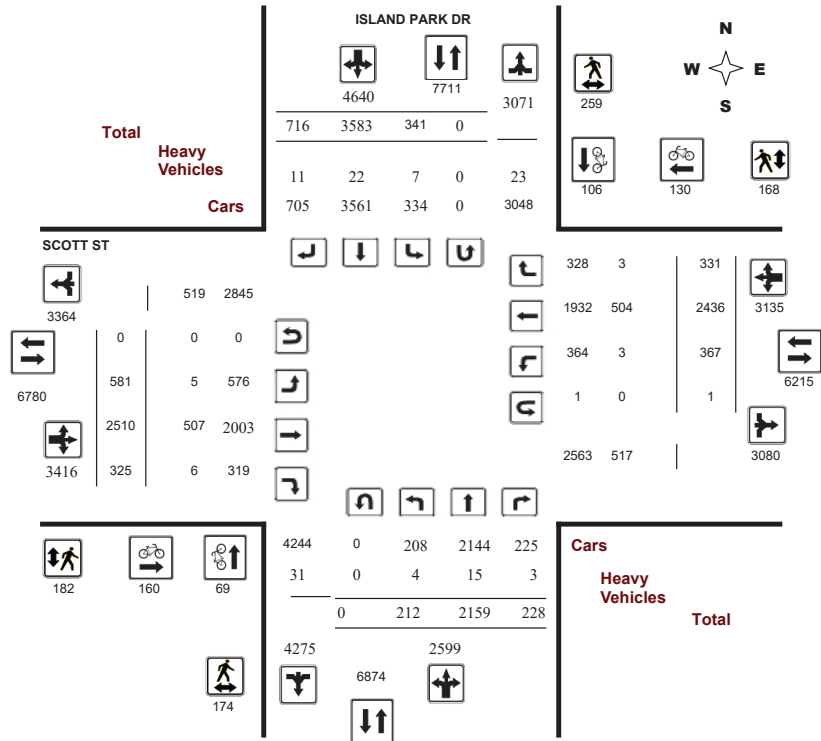 ISLAND PARK DR
N
W E
S
4640
7711
3071
259
Total
716 3583 341 0
Heavy
Vehicles
11 22 7 0 23
Cars
705 3561 334 0 3048
106 130 168
SCOTT ST
3364
519 2845
328 3 331
1932 504 2436
3135
6780
0 0 0
581 5 576
2510 507 2003
325 6 319
3416
364 3 367
1 0 1
6215
2563 517
3080
4244 0 208 2144 225
31 0 4 15 3
0 212 2159 228
Cars
Heavy
Vehicles
Total
182 160 69
174
4275
6874
2599